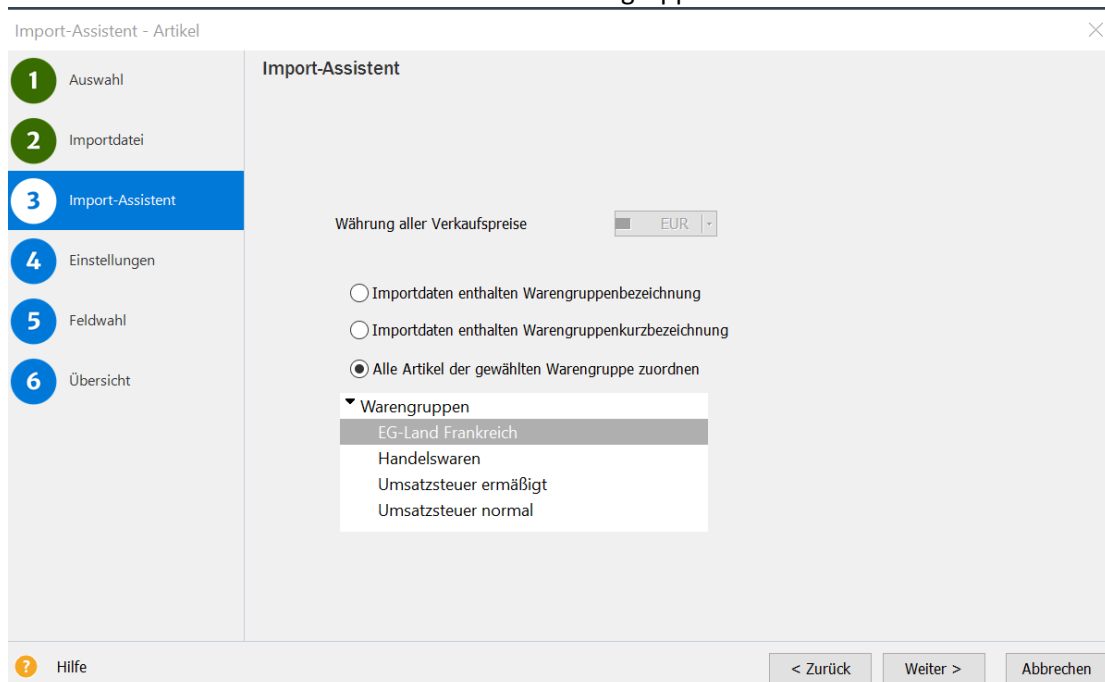 Import-Assistent - Artikel
1 Auswahl
2 Importdatei
3 Import-Assistent
4 Einstellungen
5 Feldwahl
6 Übersicht
Import-Assistent
Währung aller Verkaufspreise EUR
Importdaten enthalten Warengruppenbezeichnung
Importdaten enthalten Warengruppenkurzbezeichnung
Alle Artikel der gewählten Warengruppe zuordnen
Warengruppen
EG-Land Frankreich
Handelswaren
Umsatzsteuer ermäßigt
Umsatzsteuer normal
? Hilfe
< Zurück Weiter > Abbrechen